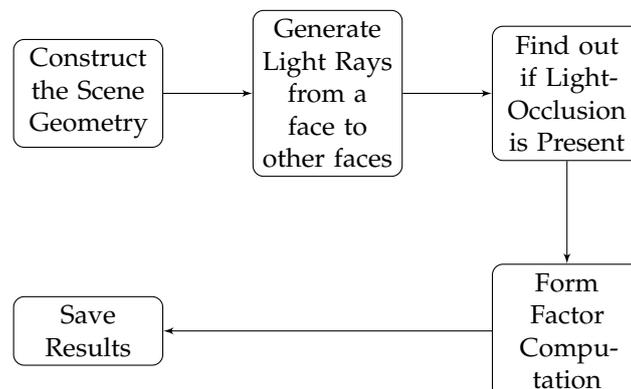 Construct
the Scene
Geometry
Generate
Light Rays
from a
face to
other faces
Find out
if Light-
Occlusion
is Present
Form
Factor
Compu-
tation
Save
Results